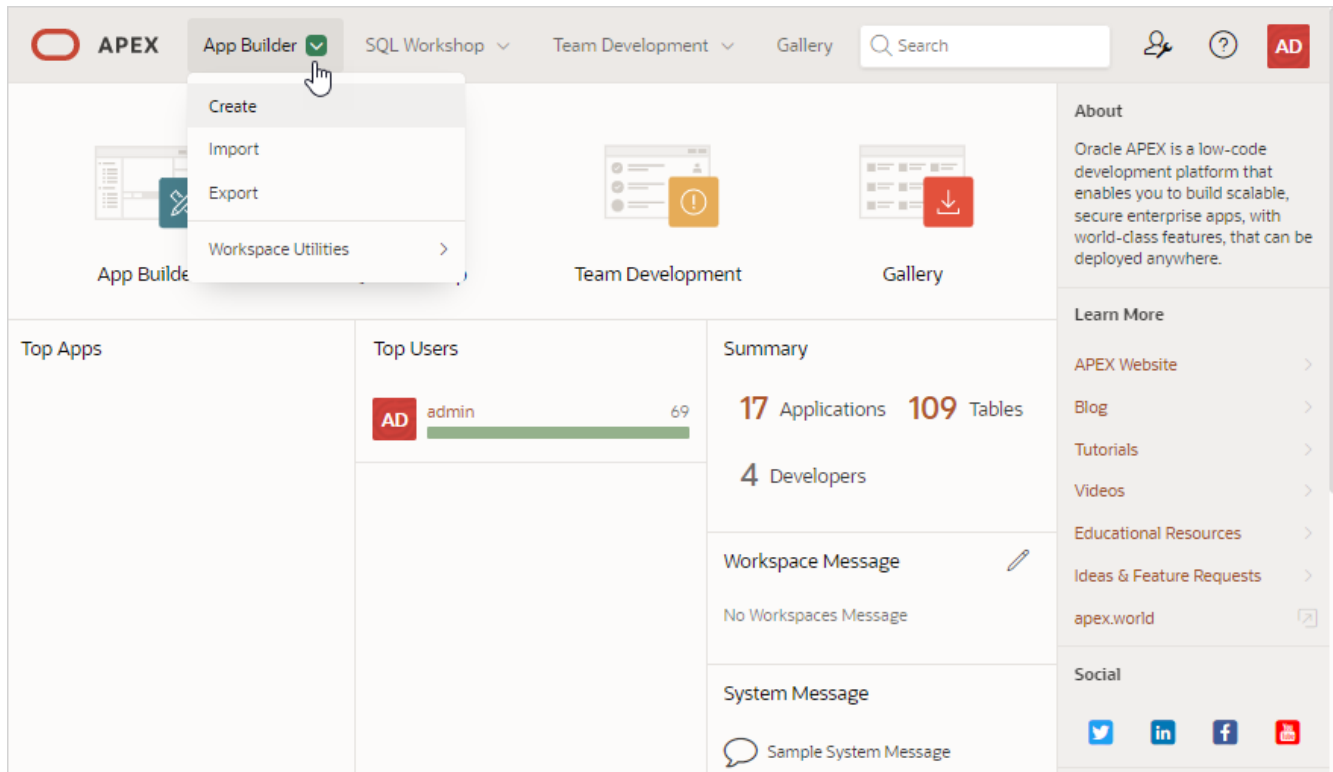 APEX
App Builder
SQL Workshop
Team Development
Gallery
Search
AD
Create
Import
Export
Workspace Utilities
App Builde
Team Development
Gallery
Top Apps
Top Users
AD
admin
69
Summary
17 Applications 109 Tables
4 Developers
Workspace Message
No Workspaces Message
System Message
Sample System Message
About
Oracle APEX is a low-code
development platform that
enables you to build scalable,
secure enterprise apps, with
world-class features, that can be
deployed anywhere.
Learn More
APEX Website
Blog
Tutorials
Videos
Educational Resources
Ideas & Feature Requests
apex.world
Social